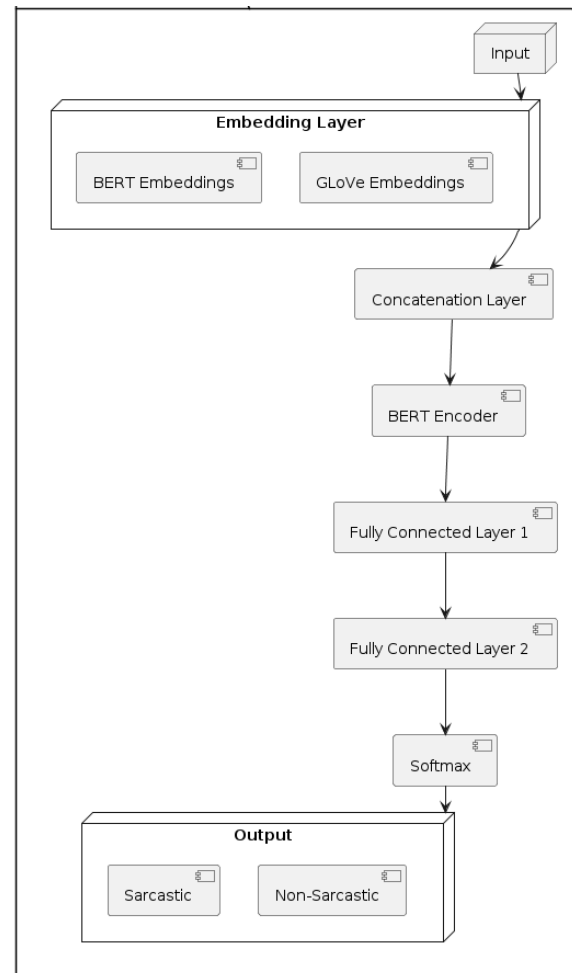 Input
Embedding Layer
BERT Embeddings
GLoVe Embeddings
Concatenation Layer
BERT Encoder
Fully Connected Layer 1
Fully Connected Layer 2
Softmax
Output
Sarcastic
Non-Sarcastic